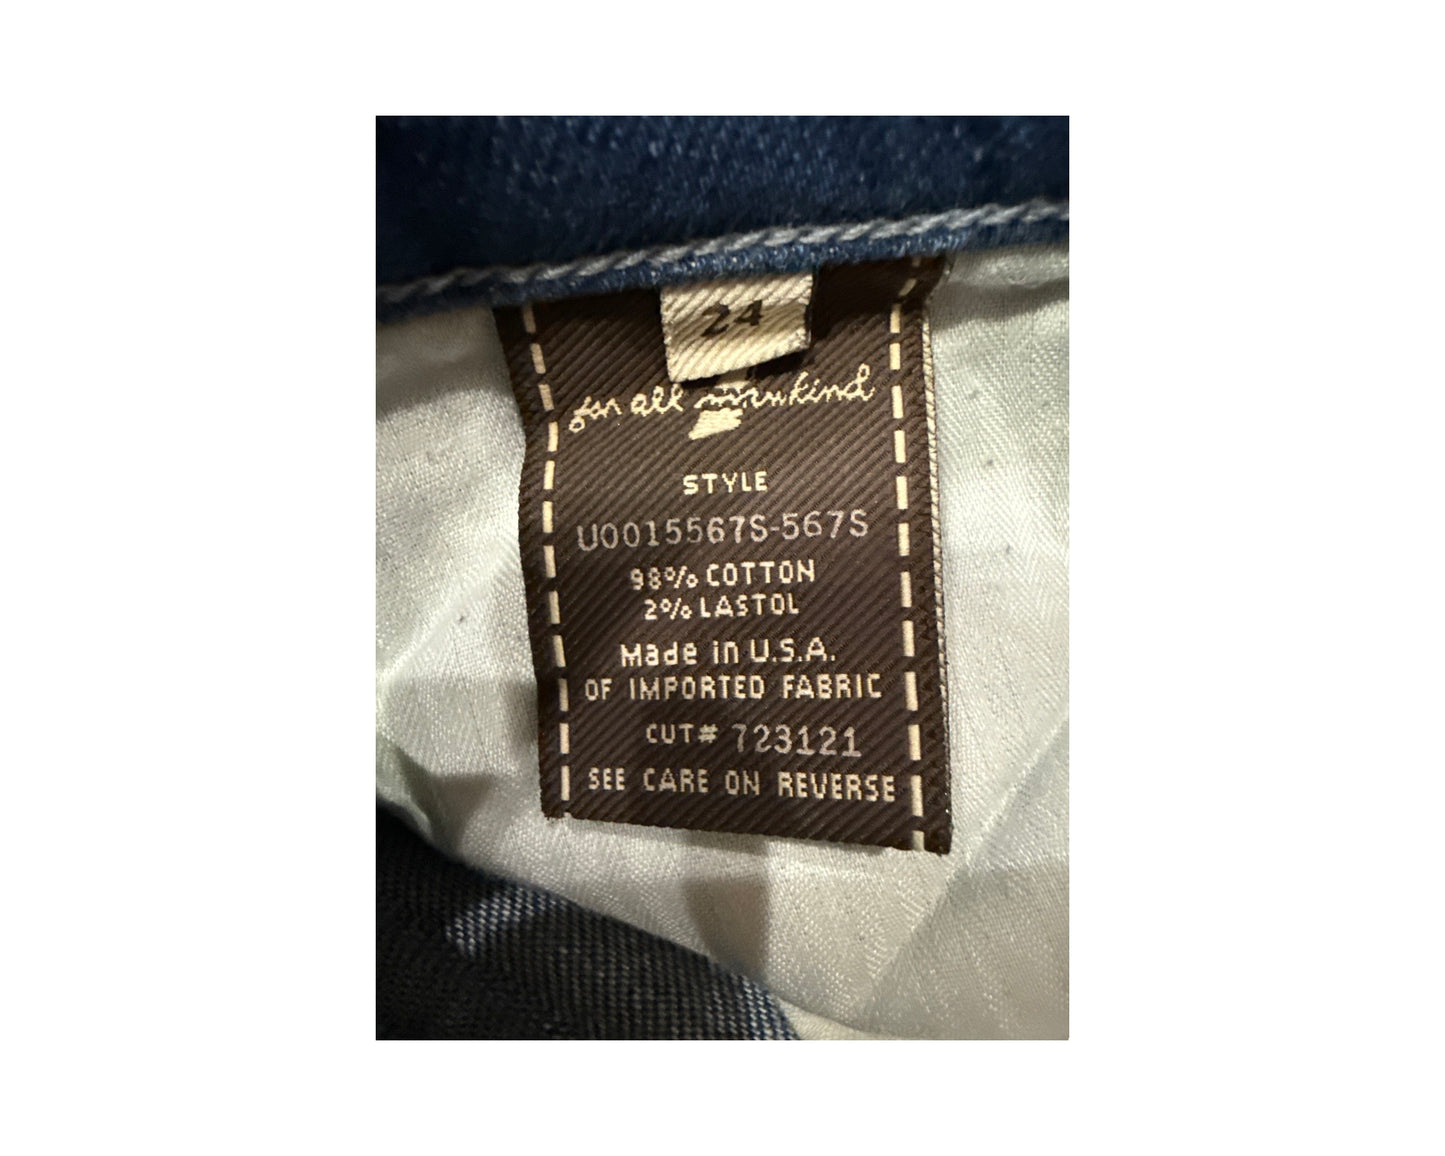 24
for all mankind
STYLE
U0015567S-567S
98% COTTON
2% LASTOL
Made in U.S.A.
OF IMPORTED FABRIC
CUT# 723121
SEE CARE ON REVERSE